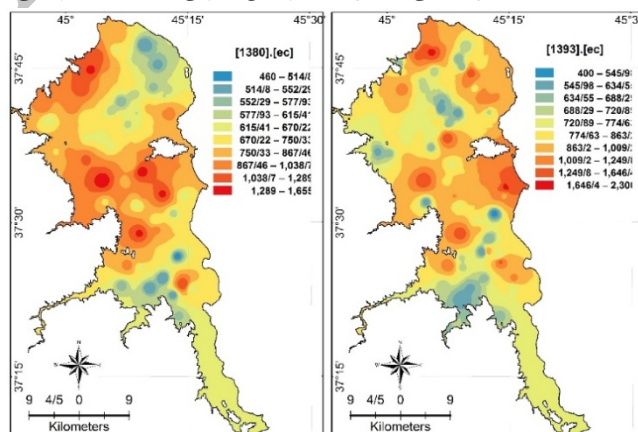 45° 45°15' 45°30'
45° 45°15'
37°45'
37°30'
37°15'
[1380].[ec]
460 – 514/8
514/8 – 552/29
552/29 – 577/93
577/93 – 615/41
615/41 – 670/22
670/22 – 750/33
750/33 – 867/46
867/46 – 1,038/7
1,038/7 – 1,289
1,289 – 1,655
N
9 4/5 0 9
Kilometers
37°45'
37°30'
37°15'
[1393].[ec]
400 – 545/98
545/98 – 634/5
634/55 – 688/2
688/29 – 720/8
720/89 – 774/6
774/63 – 863/
863/2 – 1,009/
1,009/2 – 1,249/8
1,249/8 – 1,646/4
1,646/4 – 2,30
N
9 4/5 0 9
Kilometers